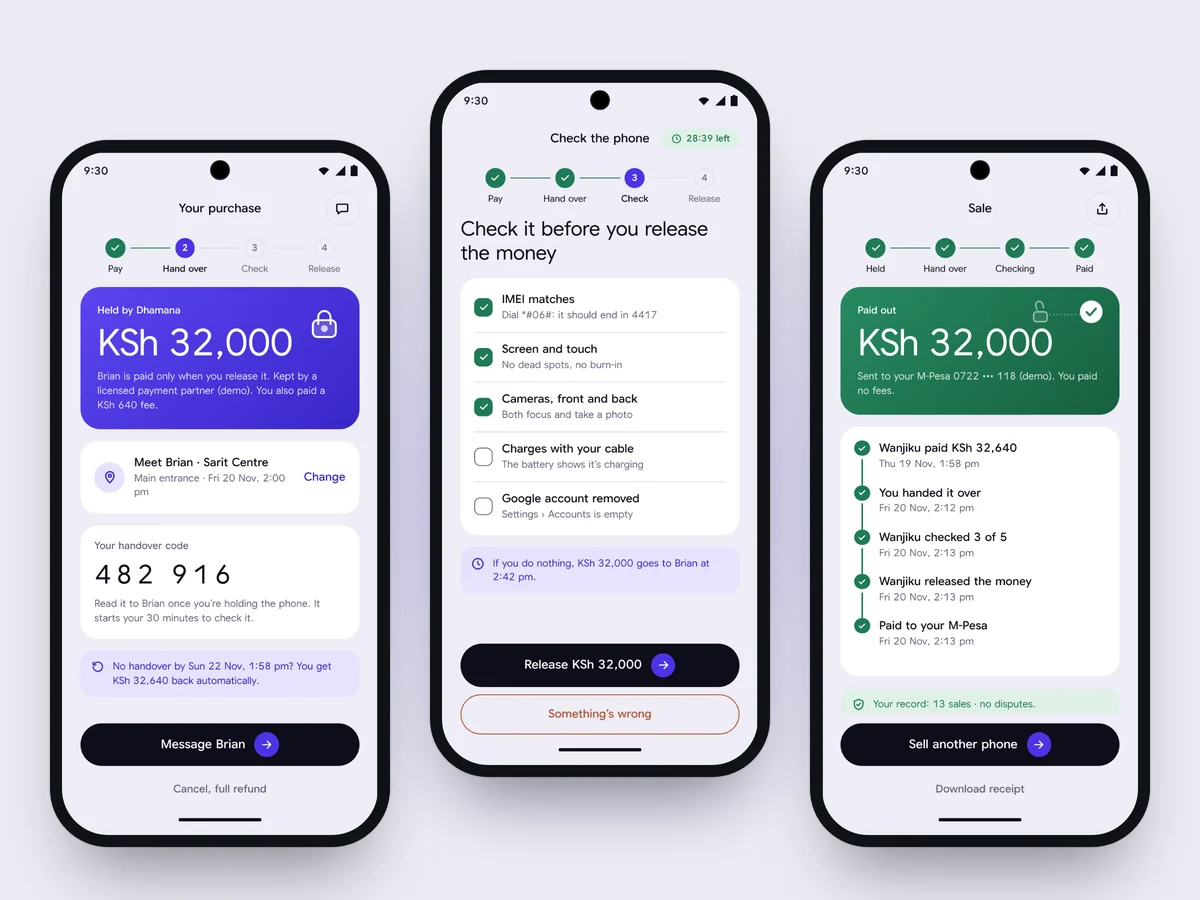 9:30
Your purchase
2
3
4
Pay
Hand over
Check
Release
Held by Dhamana
KSh 32,000
Brian is paid only when you release it. Kept by a
licensed payment partner (demo). You also paid a
KSh 640 fee.
Meet Brian · Sarit Centre
Main entrance · Fri 20 Nov, 2:00
pm
Change
Your handover code
482 916
Read it to Brian once you're holding the phone. It
starts your 30 minutes to check it.
No handover by Sun 22 Nov, 1:58 pm? You get
KSh 32,640 back automatically.
Message Brian
Cancel, full refund
9:30
Check the phone
28:39 left
3
4
Pay
Hand over
Check
Release
Check it before you release
the money
IMEI matches
Dial *#06#: it should end in 4417
Screen and touch
No dead spots, no burn-in
Cameras, front and back
Both focus and take a photo
Charges with your cable
The battery shows it's charging
Google account removed
Settings › Accounts is empty
If you do nothing, KSh 32,000 goes to Brian at
2:42 pm.
Release KSh 32,000
Something's wrong
9:30
Sale
Held
Hand over
Checking
Paid
Paid out
KSh 32,000
Sent to your M-Pesa 0722 ••• 118 (demo). You paid
no fees.
Wanjiku paid KSh 32,640
Thu 19 Nov, 1:58 pm
You handed it over
Fri 20 Nov, 2:12 pm
Wanjiku checked 3 of 5
Fri 20 Nov, 2:13 pm
Wanjiku released the money
Fri 20 Nov, 2:13 pm
Paid to your M-Pesa
Fri 20 Nov, 2:13 pm
Your record: 13 sales · no disputes.
Sell another phone
Download receipt